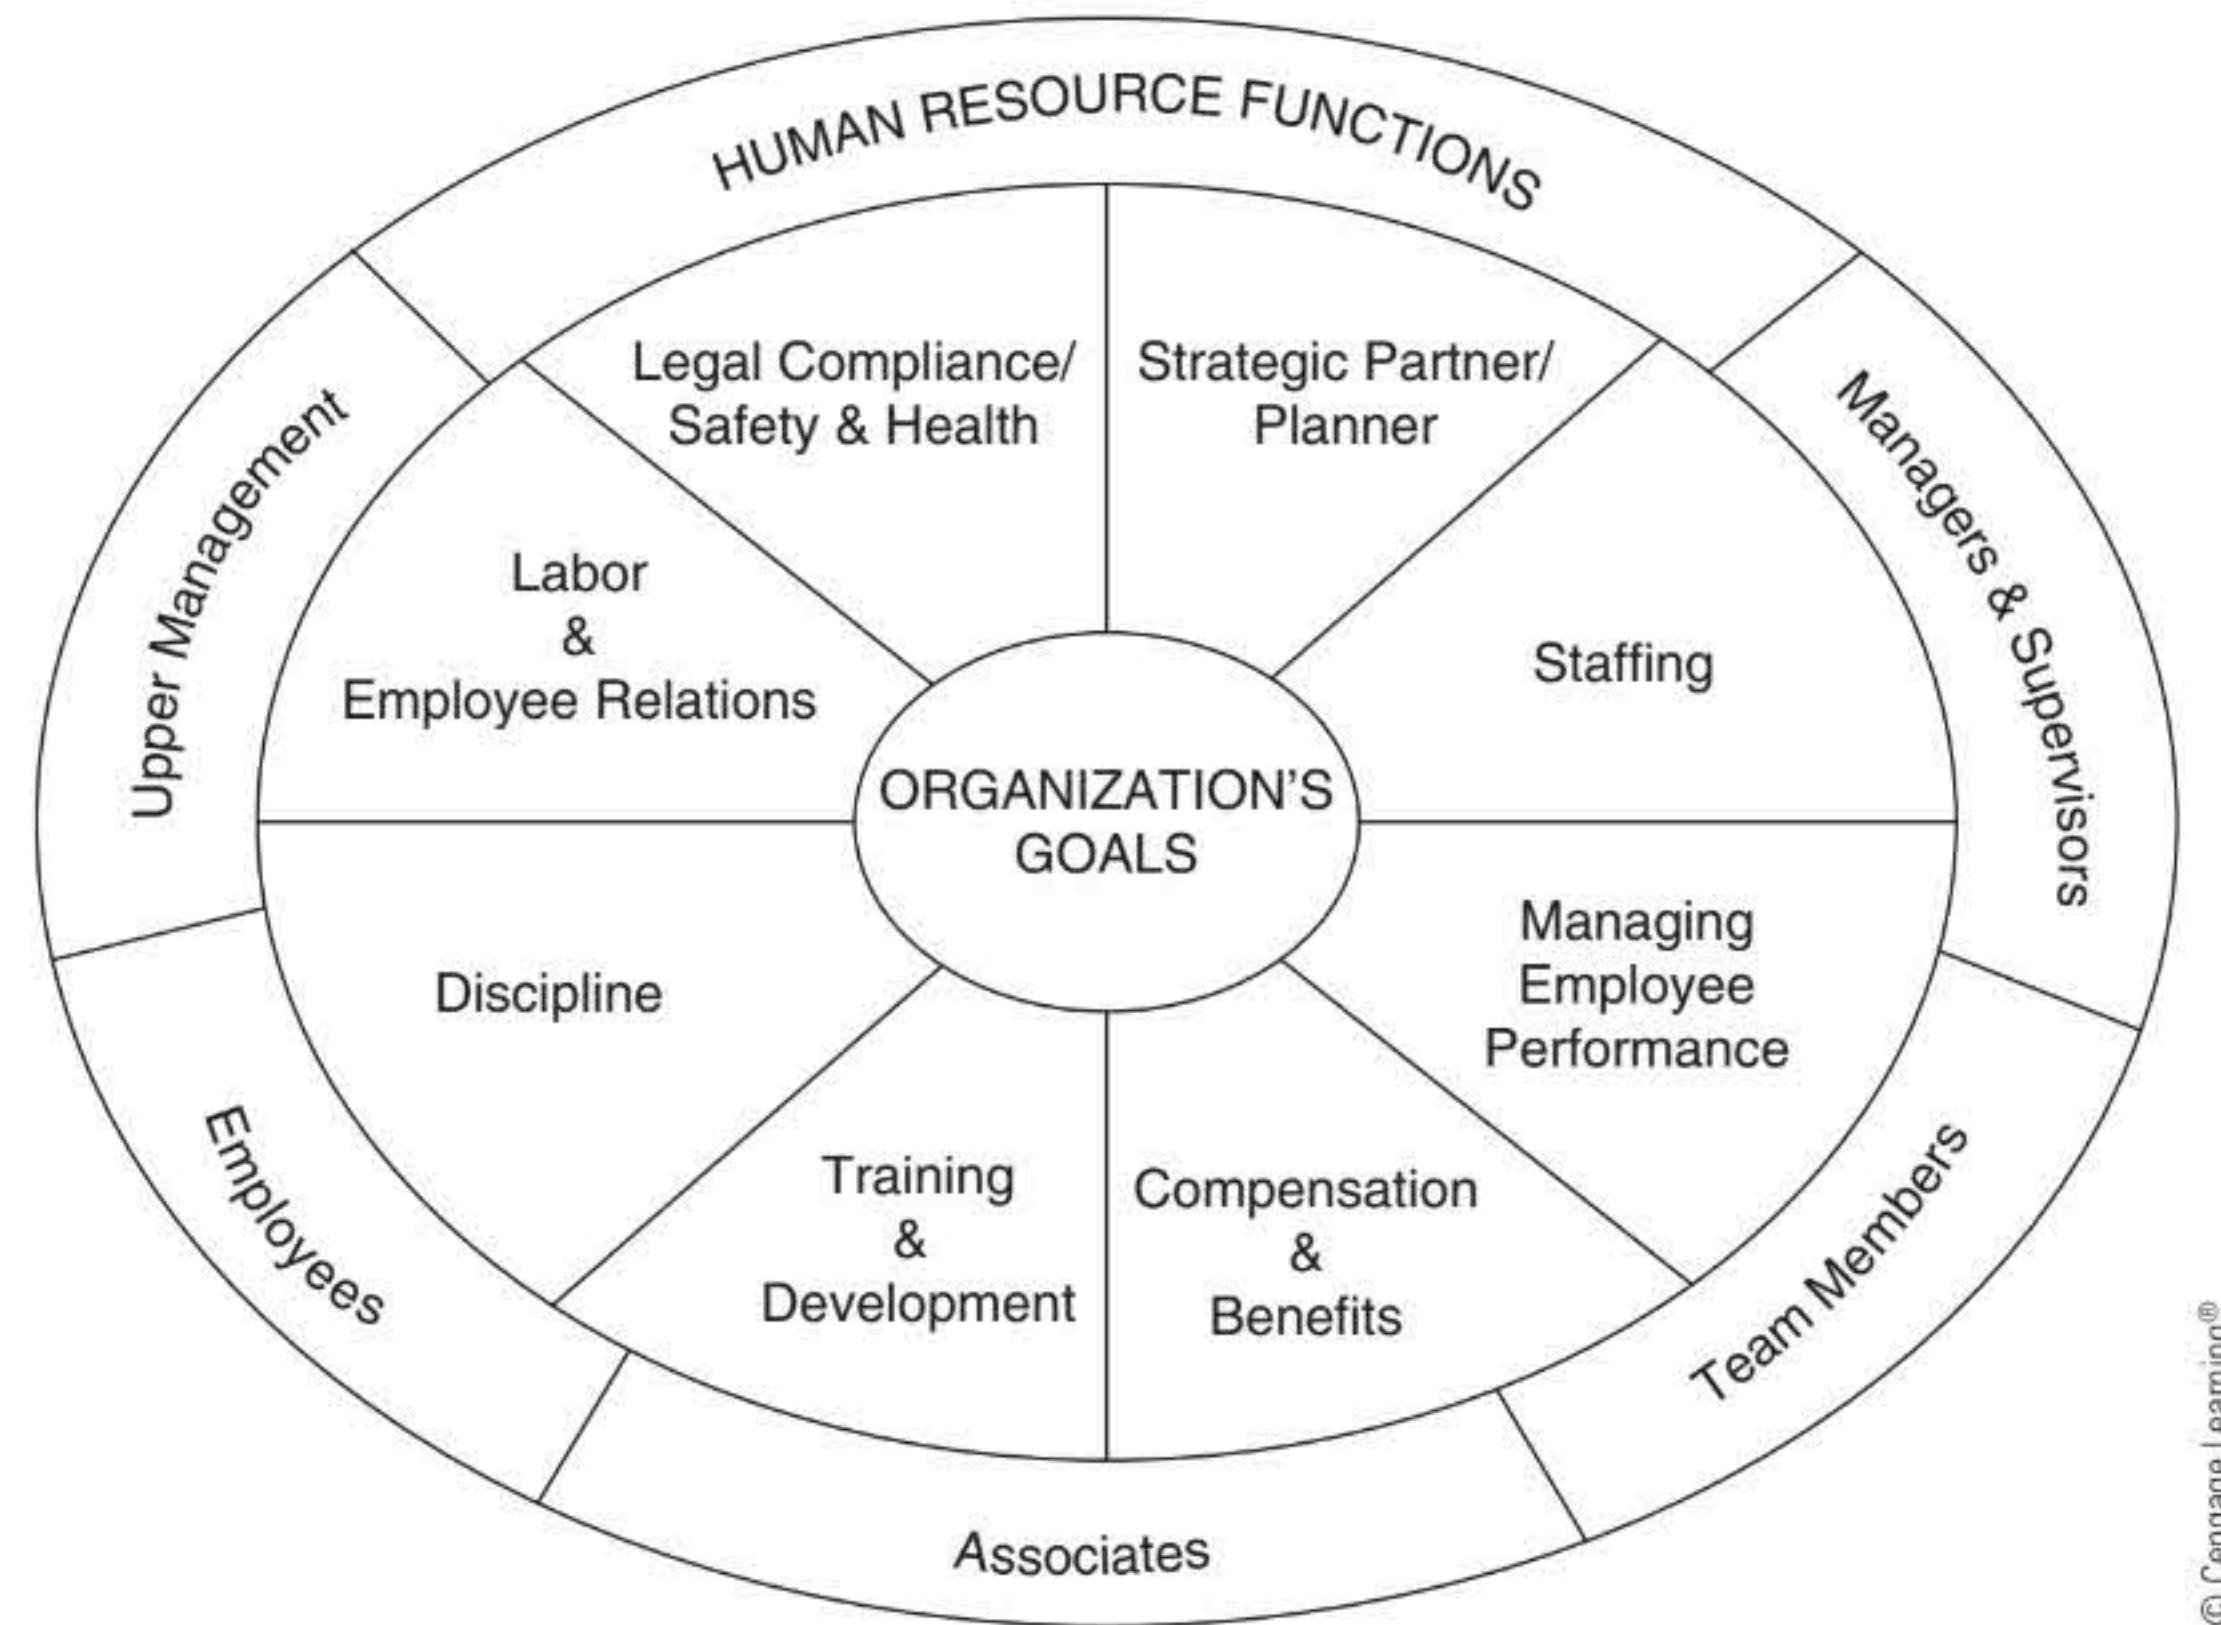 HUMAN RESOURCE FUNCTIONS
Legal Compliance/
Safety & Health
Strategic Partner/
Planner
Upper Management
Managers & Supervisors
Labor
&
Employee Relations
Staffing
ORGANIZATION'S
GOALS
Discipline
Managing
Employee
Performance
Employees
Training
&
Development
Compensation
&
Benefits
Team Members
Associates
© Cengage Learning®